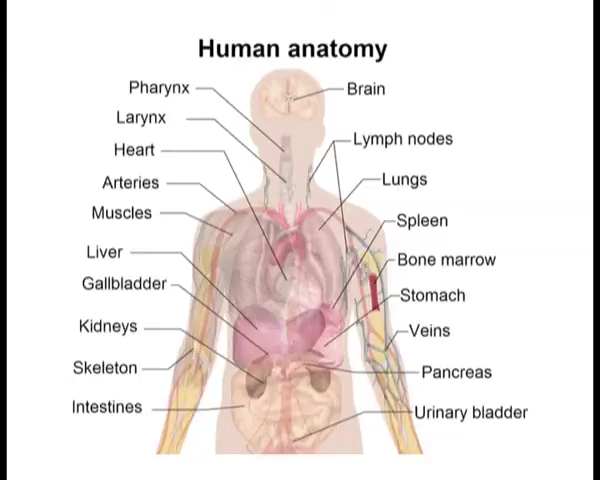 Human anatomy
Pharynx
Brain
Larynx
Lymph nodes
Heart
Lungs
Arteries
Muscles
Spleen
Liver
Bone marrow
Gallbladder
Stomach
Kidneys
Veins
Skeleton
Pancreas
Intestines
Urinary bladder